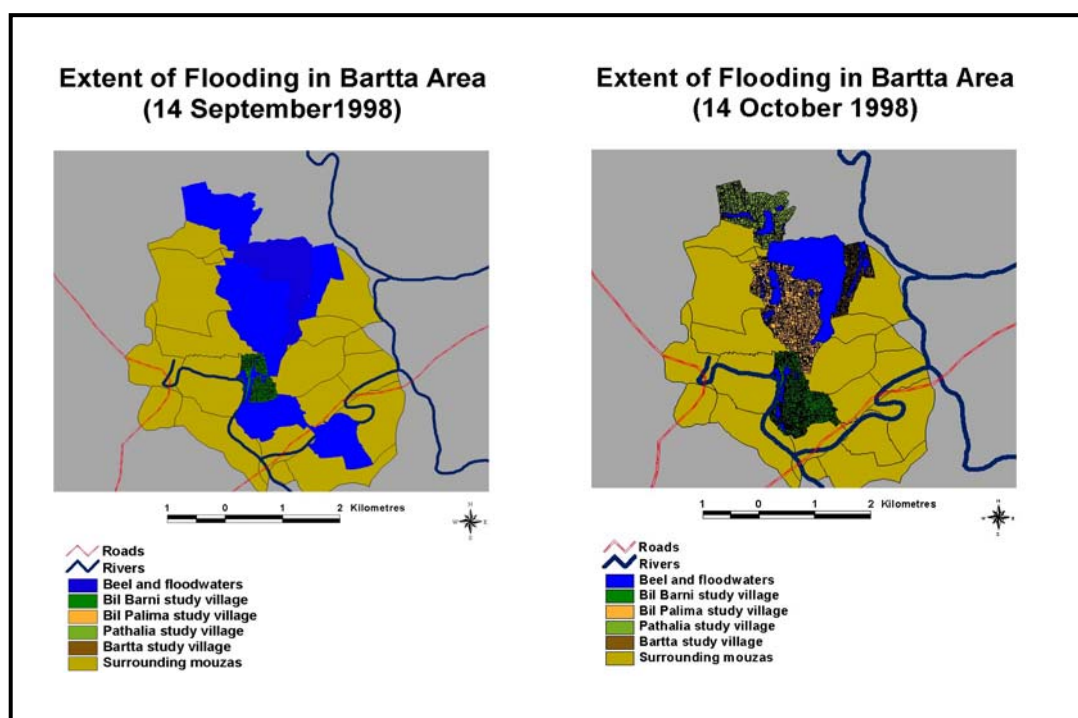 Extent of Flooding in Bartta Area
(14 September1998)
1 0 1 2 Kilometres
N
W E
S
Roads
Rivers
Beel and floodwaters
Bil Barni study village
Bil Palima study village
Pathalia study village
Bartta study village
Surrounding mouzas
Extent of Flooding in Bartta Area
(14 October 1998)
1 0 1 2 Kilometres
N
W E
S
Roads
Rivers
Beel and floodwaters
Bil Barni study village
Bil Palima study village
Pathalia study village
Bartta study village
Surrounding mouzas